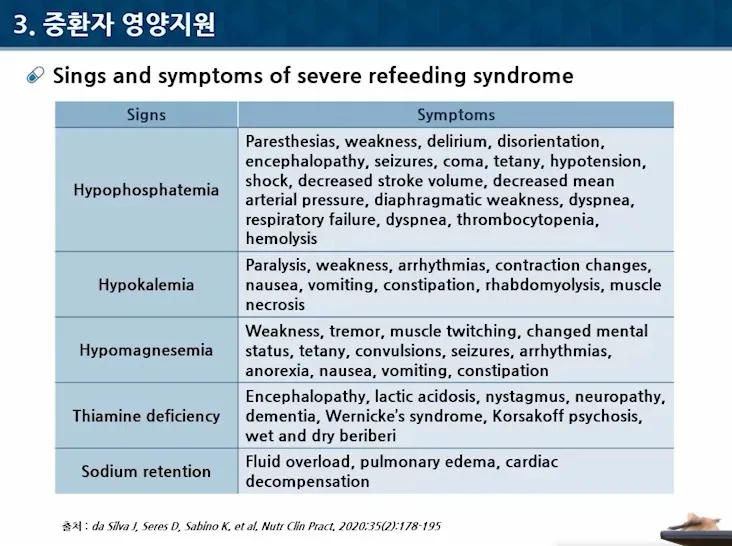 3. 중환자 영양지원
Sings and symptoms of severe refeeding syndrome
Signs
Symptoms
Hypophosphatemia
Paresthasias, weakness, delirium, disorientation,
encephalopathy, seizures, coma, tetany, hypotension,
shock, decreased stroke volume, decreased mean
arterial pressure, diaphragmatic weakness, dyspnea,
respiratory failure, dyspnea, thrombocytopenia,
hemolysis
Hypokalemia
Paralysis, weakness, arrhythmias, contraction changes,
nausea, vomiting, constipation, rhabdomyolysis, muscle
necrosis
Hypomagnesemia
Weakness, tremor, muscle twitching, changed mental
status, tetany, convulsions, seizures, arrhythmias,
anorexia, nausea, vomiting, constipation
Thiamine deficiency
Encephalopathy, lactic acidosis, nystagmus, neuropathy,
dementia, Wernicke's syndrome, Korsakoff psychosis,
wet and dry beriberi
Sodium retention
Fluid overload, pulmonary edema, cardiac
decompensation
출처 : da Silva J, Seres D, Sabino K, et al, Nutr Clin Pract, 2020;35(2):178-195